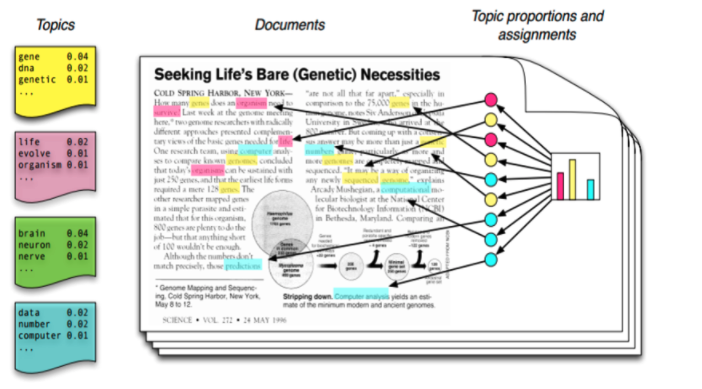 Topics
Documents
Topic proportions and
assignments
gene 0.04
dna 0.02
genetic 0.01
...
life 0.02
evolve 0.01
organism 0.01
...
brain 0.04
neuron 0.02
nerve 0.01
...
data 0.02
number 0.02
computer 0.01
...
Seeking Life's Bare (Genetic) Necessities
COLD SPRING HARBOR, NEW YORK—
How many genes does an organism need to
survive? Last week at the genome meeting
here,* two genome researchers with radically
different approaches presented complemen-
tary views of the basic genes needed for life.
One research team, using computer analy-
ses to compare known genomes, concluded
that today's organisms can be sustained with
just 250 genes, and that the earliest life forms
required a mere 128 genes. The
other researcher mapped genes
in a simple parasite and esti-
mated that for this organism,
800 genes are plenty to do the
job—but that anything short
of 100 wouldn't be enough.
Although the numbers don't
match precisely, those predictions
* Genome Mapping and Sequenc-
ing, Cold Spring Harbor, New York,
May 8 to 12.
"are not all that far apart," especially in
comparison to the 75,000 genes in the hu-
man genome, notes Siv Andersson
University in arrived at the
800 number. But coming up with a
sus answer may be more than just a
numbers particularly more and
more genomes are completely mapped and
sequenced. "It may be a way of organizing
any newly sequenced genome," explains
Arcady Mushegian, a computational mo-
lecular biologist at the National Center
for Biotechnology Information (NCBI)
in Bethesda, Maryland. Comparing an
Stripping down. Computer analysis yields an esti-
mate of the minimum modern and ancient genomes.
SCIENCE • VOL. 272 • 24 MAY 1996